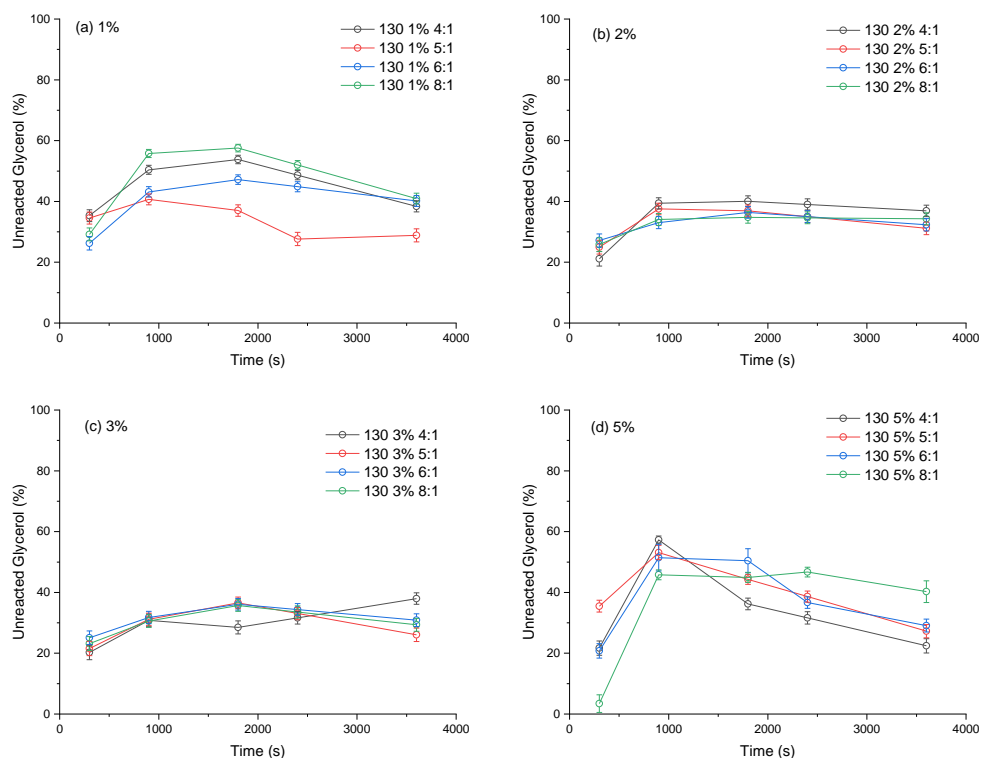 (a) 1%
130 1% 4:1
130 1% 5:1
130 1% 6:1
130 1% 8:1
Unreacted Glycerol (%)
100
80
60
40
20
0
0 1000 2000 3000 4000
Time (s)
(b) 2%
130 2% 4:1
130 2% 5:1
130 2% 6:1
130 2% 8:1
Unreacted Glycerol (%)
100
80
60
40
20
0
0 1000 2000 3000 4000
Time (s)
(c) 3%
130 3% 4:1
130 3% 5:1
130 3% 6:1
130 3% 8:1
Unreacted Glycerol (%)
100
80
60
40
20
0
0 1000 2000 3000 4000
Time (s)
(d) 5%
130 5% 4:1
130 5% 5:1
130 5% 6:1
130 5% 8:1
Unreacted Glycerol (%)
100
80
60
40
20
0
0 1000 2000 3000 4000
Time (s)